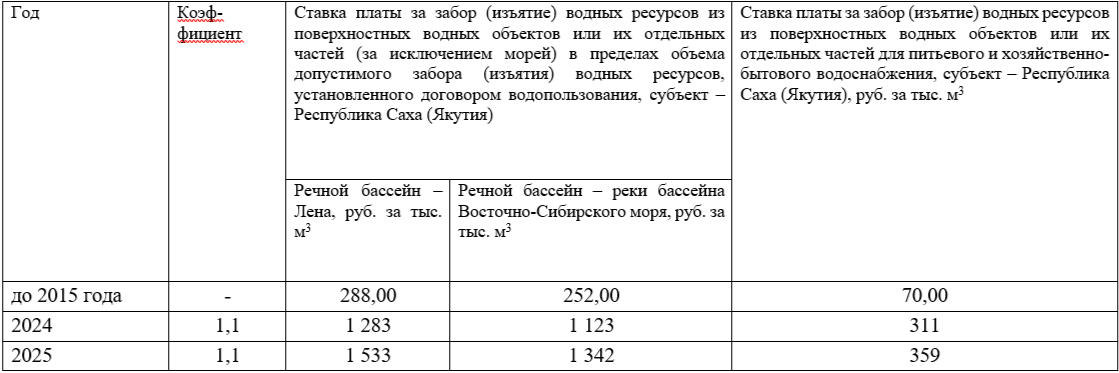 Год
Коэф-
фициент
Ставка платы за забор (изъятие) водных ресурсов из
поверхностных водных объектов или их отдельных
частей (за исключением морей) в пределах объема
допустимого забора (изъятия) водных ресурсов,
установленного договором водопользования, субъект –
Республика Саха (Якутия)
Ставка платы за забор (изъятие) водных ресурсов
из поверхностных водных объектов или их
отдельных частей для питьевого и хозяйственно-
бытового водоснабжения, субъект – Республика
Саха (Якутия), руб. за тыс. м³
Речной бассейн –
Лена, руб. за тыс.
м³
Речной бассейн – реки бассейна
Восточно-Сибирского моря, руб. за
тыс. м³
до 2015 года - 288,00 252,00 70,00
2024 1,1 1 283 1 123 311
2025 1,1 1 533 1 342 359